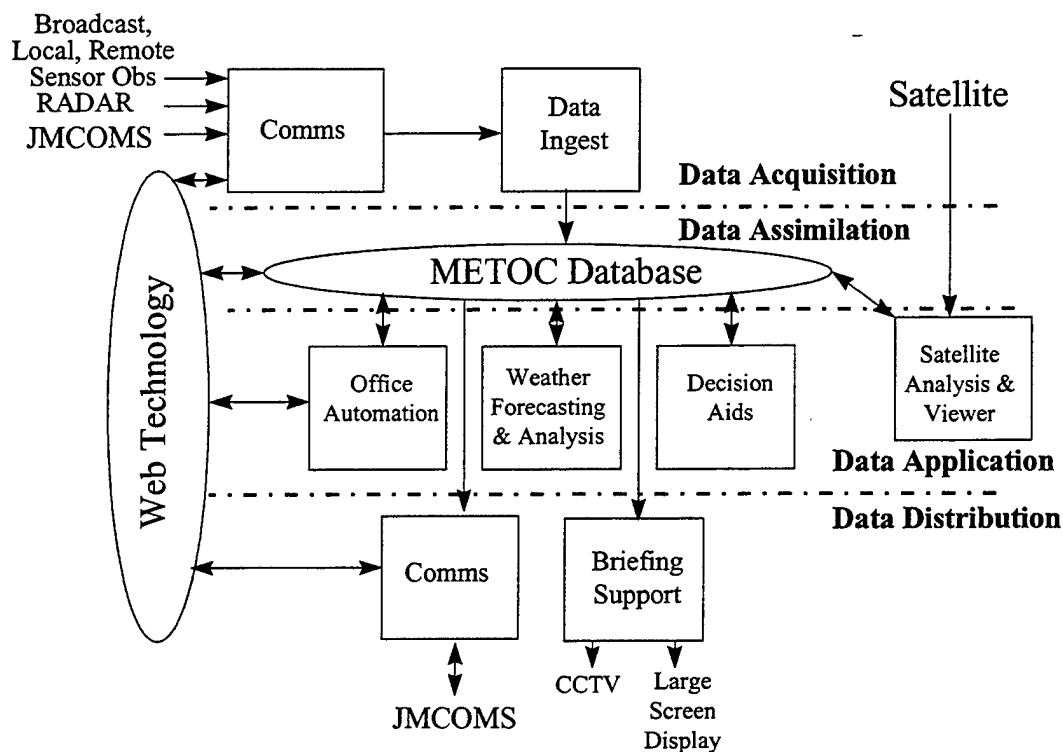 Broadcast,
Local, Remote
Sensor Obs
RADAR
JMCOMS
Comms
Data
Ingest
Satellite
Data Acquisition
Data Assimilation
METOC Database
Web Technology
Office
Automation
Weather
Forecasting
& Analysis
Decision
Aids
Satellite
Analysis &
Viewer
Data Application
Data Distribution
Comms
Briefing
Support
JMCOMS
CCTV
Large
Screen
Display